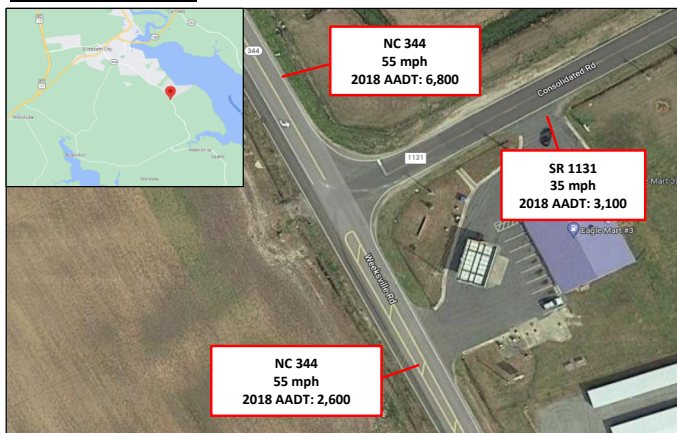 Elizabeth City
344
NC 344
55 mph
2018 AADT: 6,800
Consolidated Rd
1131
SR 1131
35 mph
2018 AADT: 3,100
Eagle Mart #3
Weeksville Rd
NC 344
55 mph
2018 AADT: 2,600